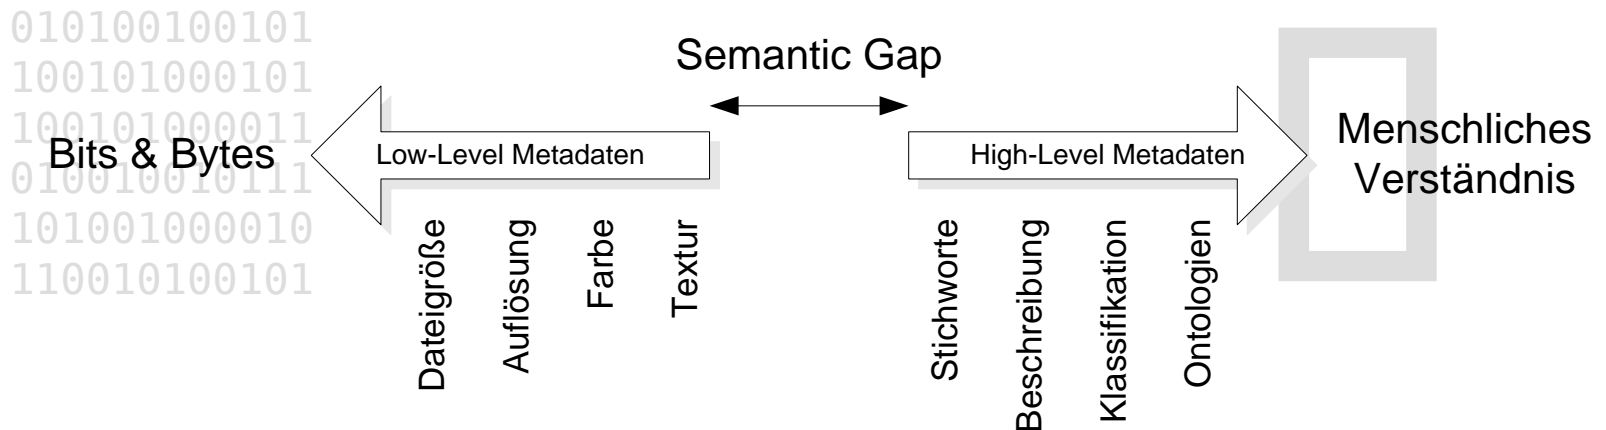 010100100101
100101000101
100101000011
010010010111
101001000010
110010100101
Bits & Bytes
Low-Level Metadaten
Dateigröße
Auflösung
Farbe
Textur
Semantic Gap
High-Level Metadaten
Stichworte
Beschreibung
Klassifikation
Ontologien
Menschliches
Verständnis